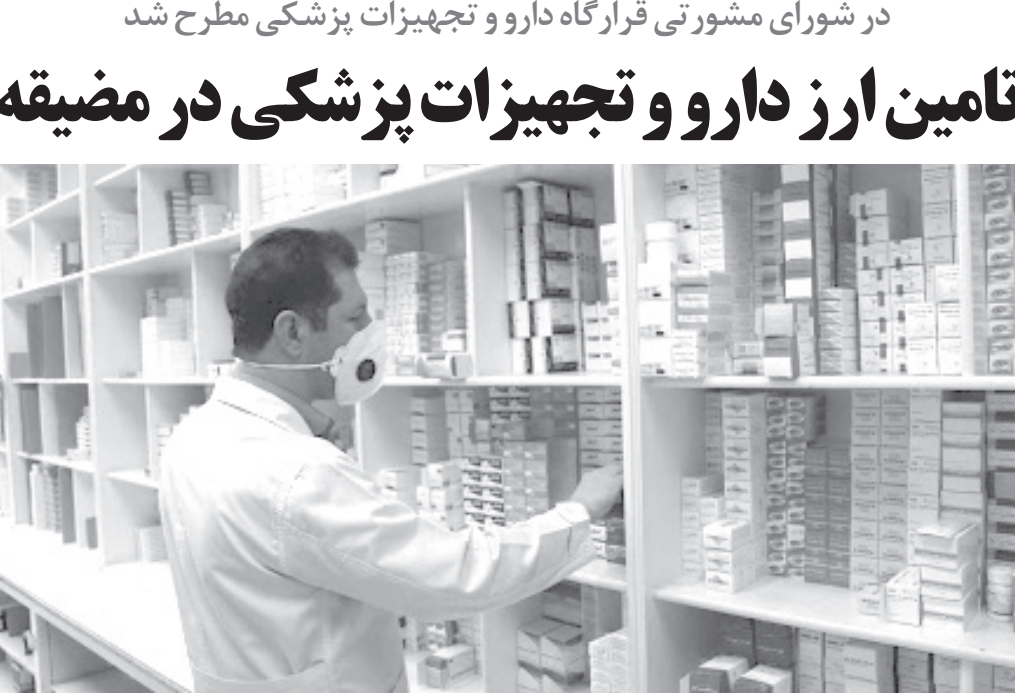 در شورای مشورتی قرارگاه دارو و تجهیزات پزشکی مطرح شد
تامین ارز دارو و تجهیزات پزشکی در مضیقه